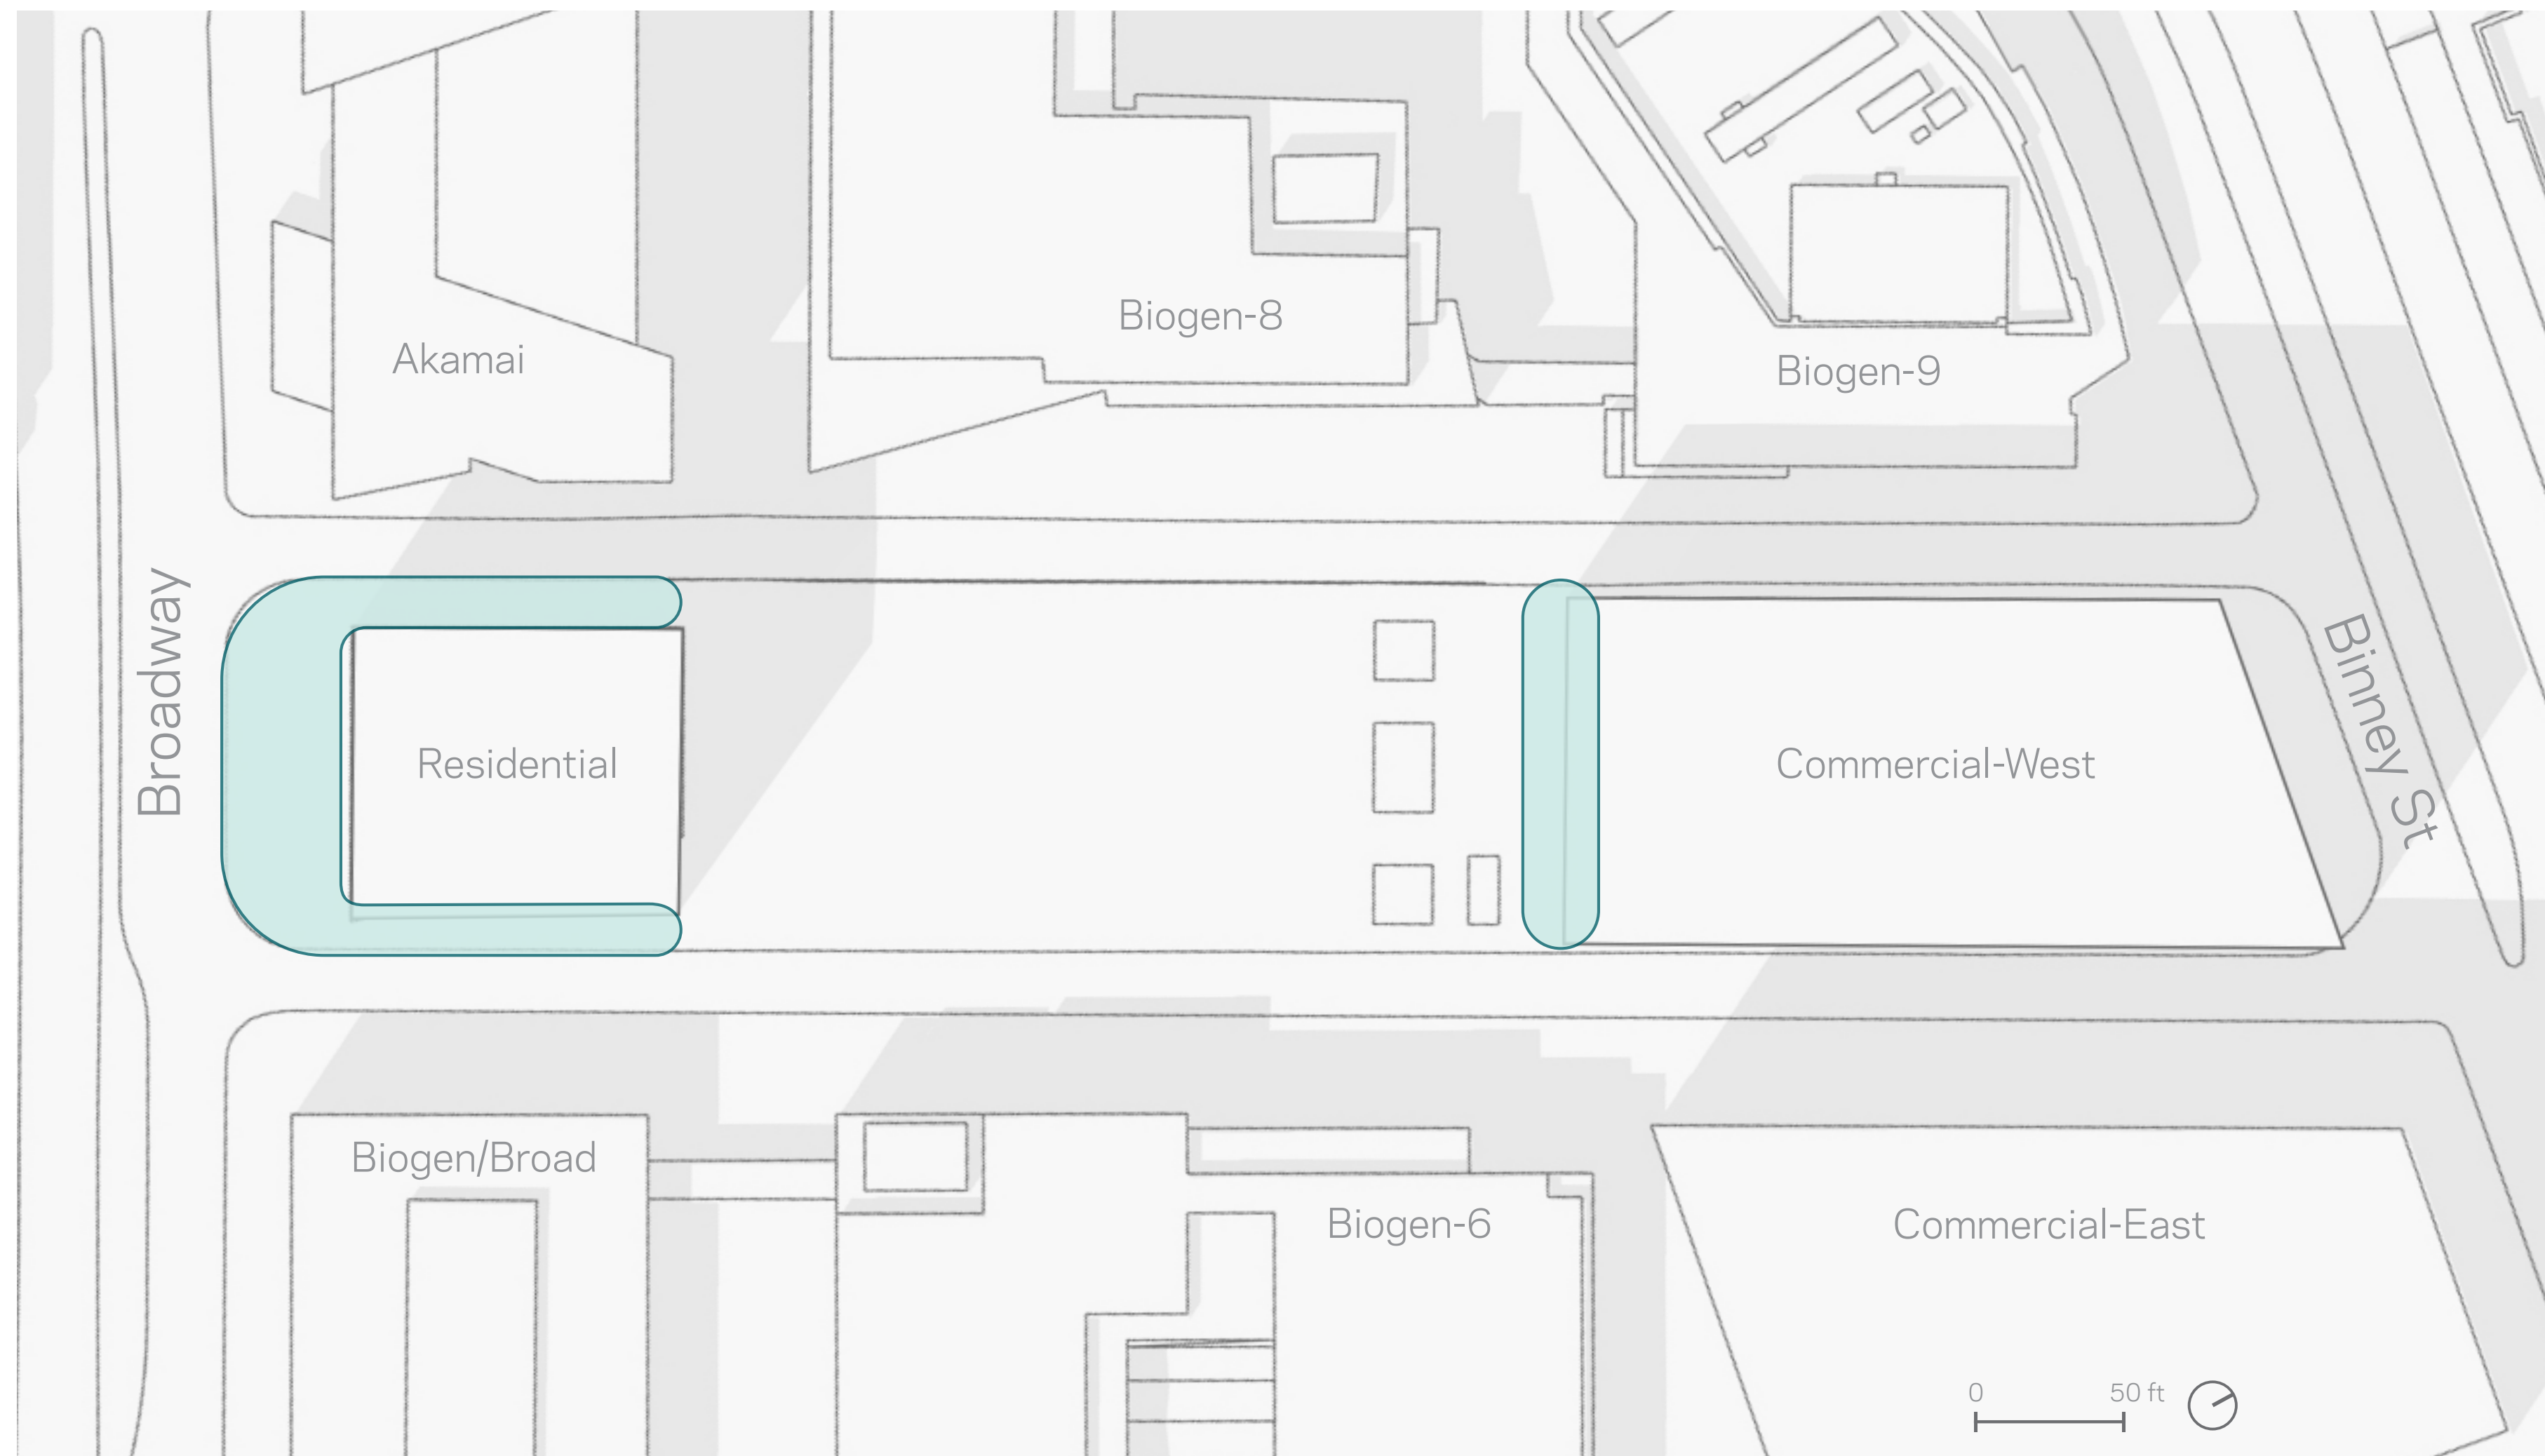 Biogen-8
Akamai
Biogen-9
Broadway
Residential
Commercial-West
Binney St
Biogen/Broad
Biogen-6
Commercial-East
0 50 ft